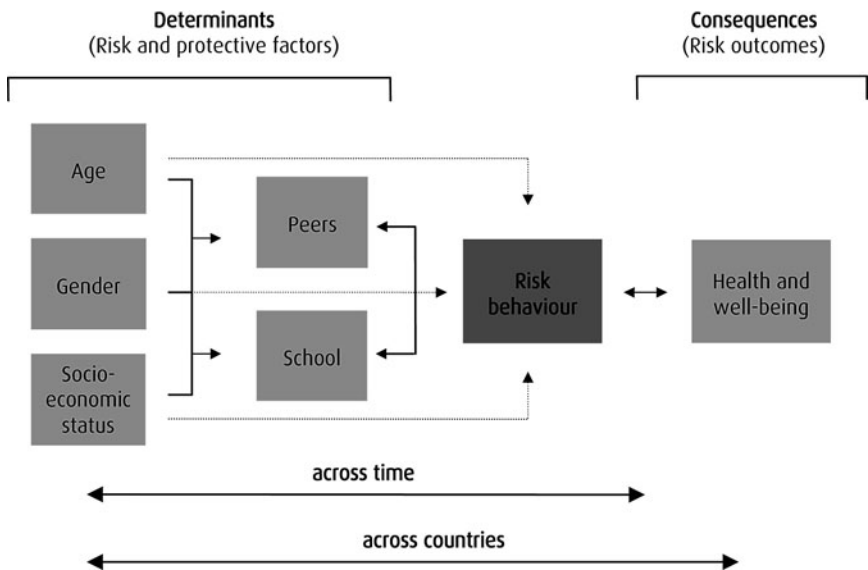 Determinants
(Risk and protective factors)
Consequences
(Risk outcomes)
Age
Peers
Gender
Risk
behaviour
Health and
well-being
School
Socio-
economic
status
across time
across countries